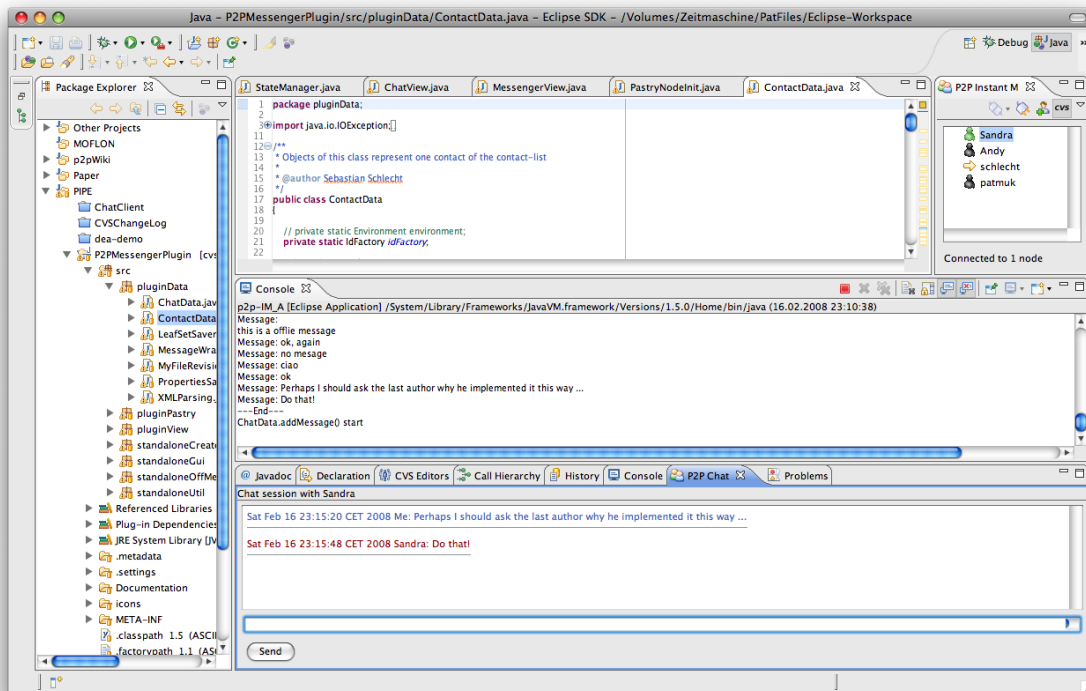 Java - P2PMessengerPlugin/src/pluginData/ContactData.java - Eclipse SDK - /Volumes/Zeitmaschine/PatFiles/Eclipse-Workspace
Debug Java
Package Explorer
Other Projects
MOFLON
p2pWiki
Paper
PIPE
ChatClient
CVSChangeLog
dea-demo
P2PMessengerPlugin [cvs
src
pluginData
ChatData.jav
ContactData
LeafSetSaver
MessageWra
MyFileRevisi
PropertiesSa
XMLParsing.
pluginPastry
pluginView
standaloneCreate
standaloneGui
standaloneOffMe
standaloneUtil
Referenced Libraries
Plug-in Dependencies
JRE System Library [JV
.metadata
.settings
Documentation
icons
META-INF
.classpath 1.5 (ASCII
.factorypath 1.1 (ASC
StateManager.java ChatView.java MessengerView.java PastryNodeInit.java ContactData.java
1 package pluginData;
2
3 import java.io.IOException;
11
12 /**
13 * Objects of this class represent one contact of the contact-list
14 *
15 * @author Sebastian Schlecht
16 */
17 public class ContactData
18 {
19
20 // private static Environment environment;
21 private static IdFactory idFactory;
22
P2P Instant M
CVS
Sandra
Andy
schlecht
patmuk
Connected to 1 node
Console
p2p-IM_A [Eclipse Application] /System/Library/Frameworks/JavaVM.framework/Versions/1.5.0/Home/bin/java (16.02.2008 23:10:38)
Message:
this is a offlie message
Message: ok, again
Message: no mesage
Message: ciao
Message: ok
Message: Perhaps I should ask the last author why he implemented it this way ...
Message: Do that!
---End---
ChatData.addMessage() start
@ Javadoc Declaration CVS Editors Call Hierarchy History Console P2P Chat Problems
Chat session with Sandra
Sat Feb 16 23:15:20 CET 2008 Me: Perhaps I should ask the last author why he implemented it this way ...
Sat Feb 16 23:15:48 CET 2008 Sandra: Do that!
Send